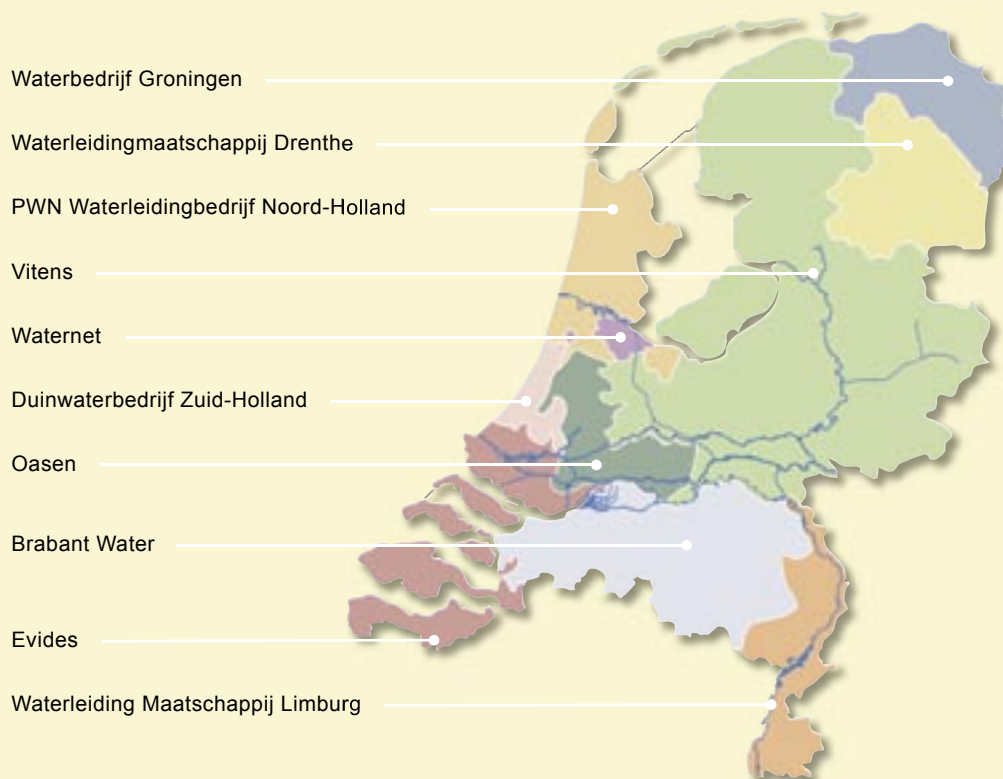 Waterbedrijf Groningen
Waterleidingmaatschappij Drenthe
PWN Waterleidingbedrijf Noord-Holland
Vitens
Waternet
Duinwaterbedrijf Zuid-Holland
Oasen
Brabant Water
Evides
Waterleiding Maatschappij Limburg